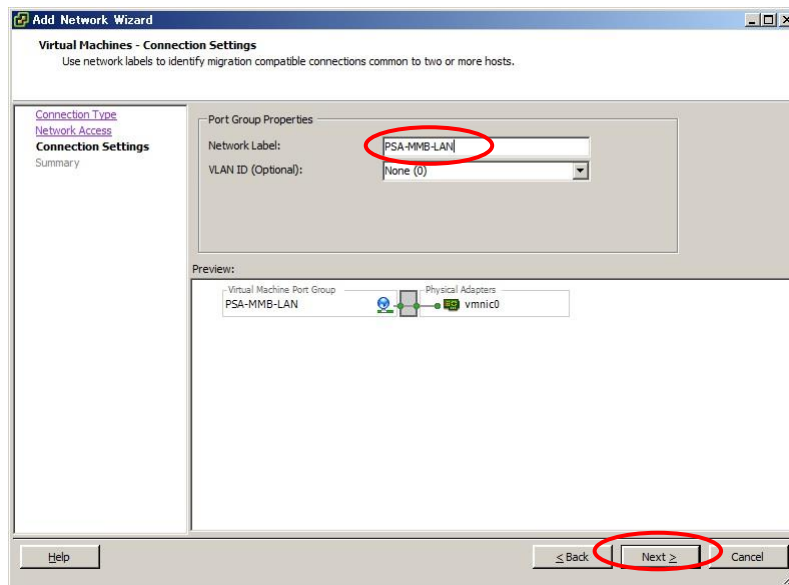 Add Network Wizard
Virtual Machines - Connection Settings
Use network labels to identify migration compatible connections common to two or more hosts.
Connection Type
Network Access
Connection Settings
Summary
Port Group Properties
Network Label:
PSA-MMB-LAN
VLAN ID (Optional):
None (0)
Preview:
Virtual Machine Port Group
PSA-MMB-LAN
Physical Adapters
vmnic0
Help
< Back
Next >
Cancel